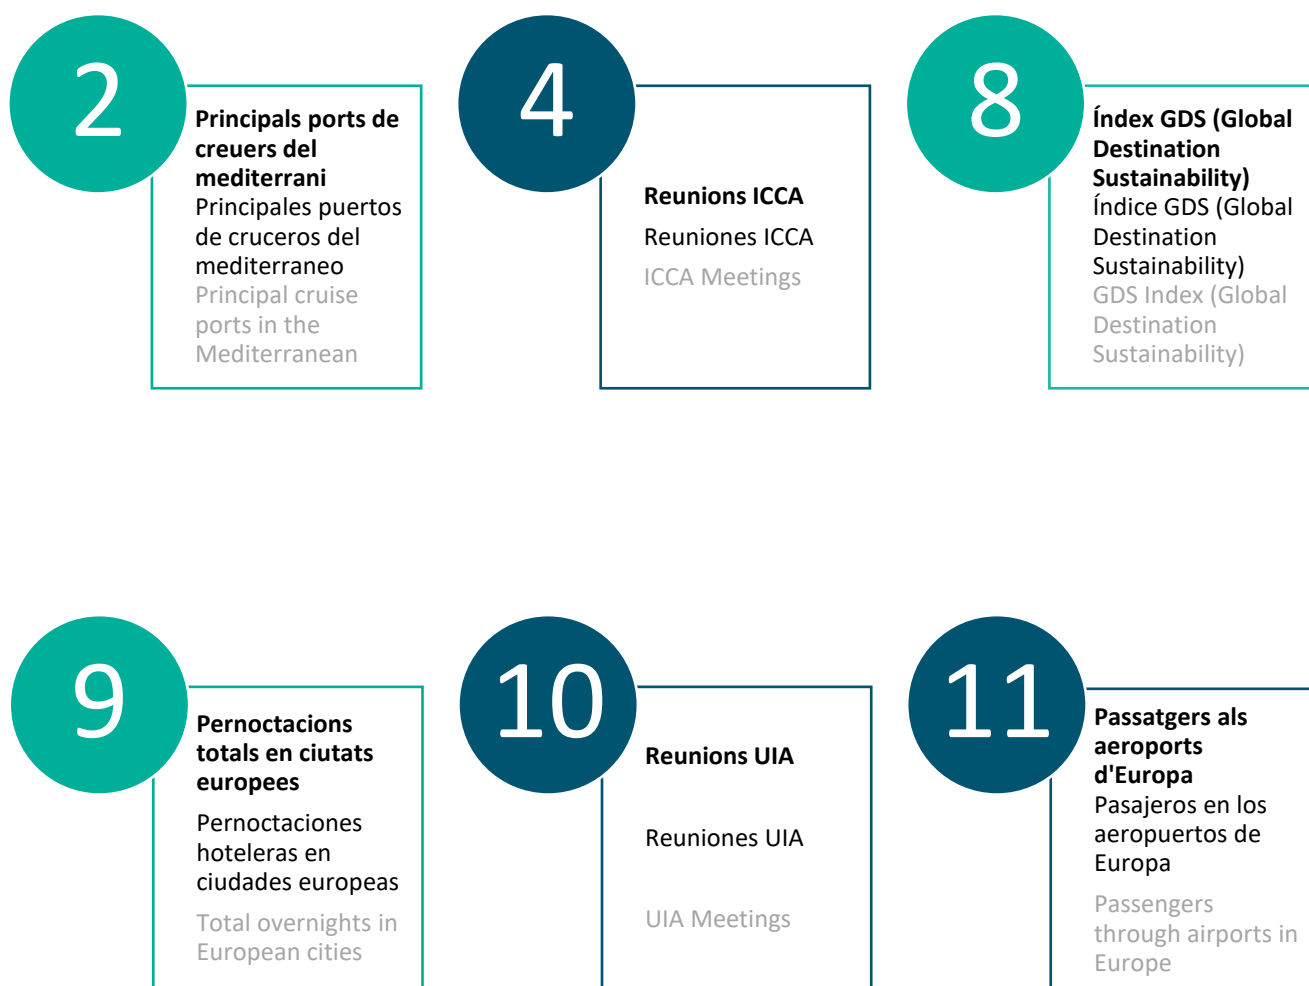 2
Principals ports de
creuers del
mediterrani
Principales puertos
de cruceros del
mediterraneo
Principal cruise
ports in the
Mediterranean
4
Reunions ICCA
Reuniones ICCA
ICCA Meetings
8
Índex GDS (Global
Destination
Sustainability)
Índice GDS (Global
Destination
Sustainability)
GDS Index (Global
Destination
Sustainability)
9
Pernoctacions
totals en ciutats
europees
Pernoctaciones
hoteleras en
ciudades europeas
Total overnights in
European cities
10
Reunions UIA
Reuniones UIA
UIA Meetings
11
Passatgers als
aeroports
d'Europa
Pasajeros en los
aeropuertos de
Europa
Passengers
through airports in
Europe